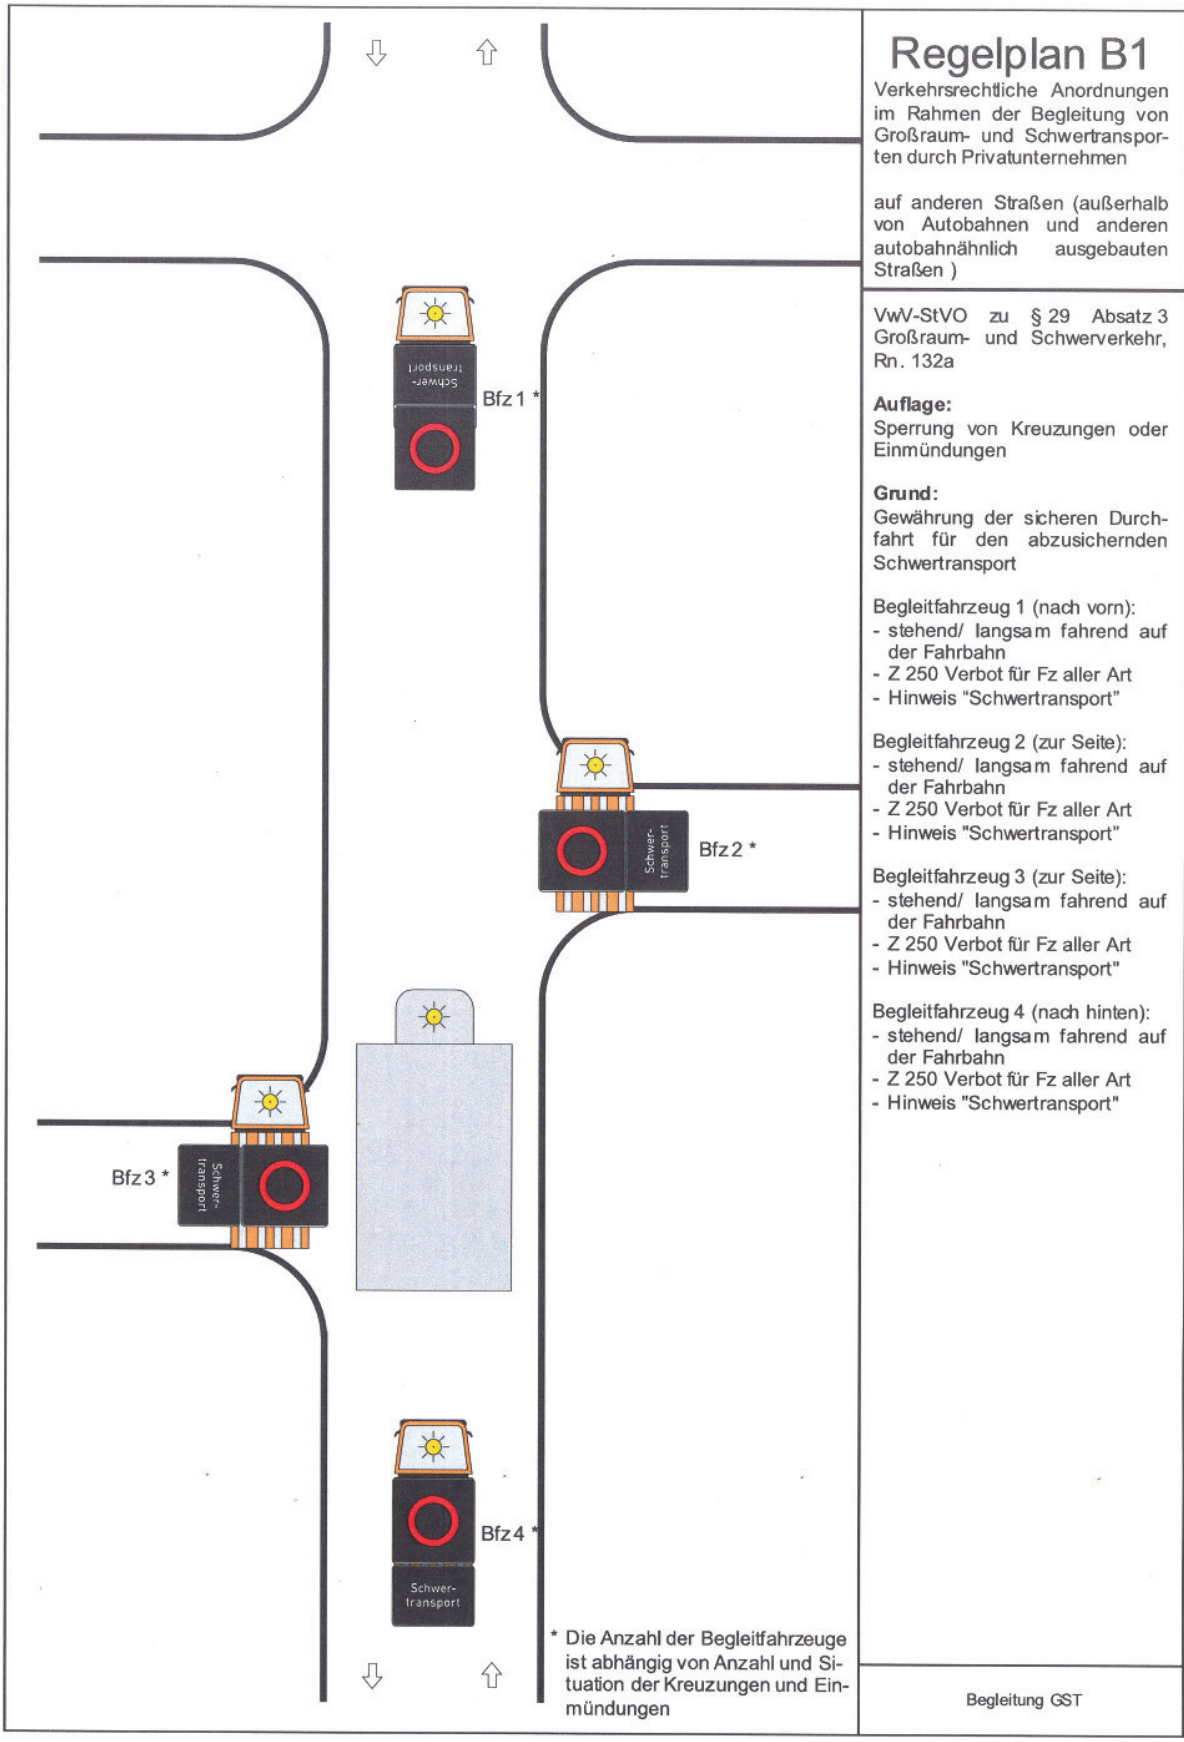 Regelplan B1
Verkehrsrechtliche Anordnungen
im Rahmen der Begleitung von
Großraum- und Schwertranspor-
ten durch Privatunternehmen
auf anderen Straßen (außerhalb
von Autobahnen und anderen
autobahnähnlich ausgebauten
Straßen )
VwV-StVO zu § 29 Absatz 3
Großraum- und Schwerverkehr,
Rn. 132a
Auflage:
Sperrung von Kreuzungen oder
Einmündungen
Grund:
Gewährung der sicheren Durch-
fahrt für den abzusichernden
Schwertransport
Begleitfahrzeug 1 (nach vorn):
- stehend/ langsam fahrend auf
der Fahrbahn
- Z 250 Verbot für Fz aller Art
- Hinweis "Schwertransport"
Begleitfahrzeug 2 (zur Seite):
- stehend/ langsam fahrend auf
der Fahrbahn
- Z 250 Verbot für Fz aller Art
- Hinweis "Schwertransport"
Begleitfahrzeug 3 (zur Seite):
- stehend/ langsam fahrend auf
der Fahrbahn
- Z 250 Verbot für Fz aller Art
- Hinweis "Schwertransport"
Begleitfahrzeug 4 (nach hinten):
- stehend/ langsam fahrend auf
der Fahrbahn
- Z 250 Verbot für Fz aller Art
- Hinweis "Schwertransport"
Begleitung GST
Schwer-
transport
Bfz 1 *
Schwer-
transport
Bfz 2 *
Bfz 3 *
Schwer-
transport
Bfz 4 *
Schwer-
transport
* Die Anzahl der Begleitfahrzeuge
ist abhängig von Anzahl und Si-
tuation der Kreuzungen und Ein-
mündungen